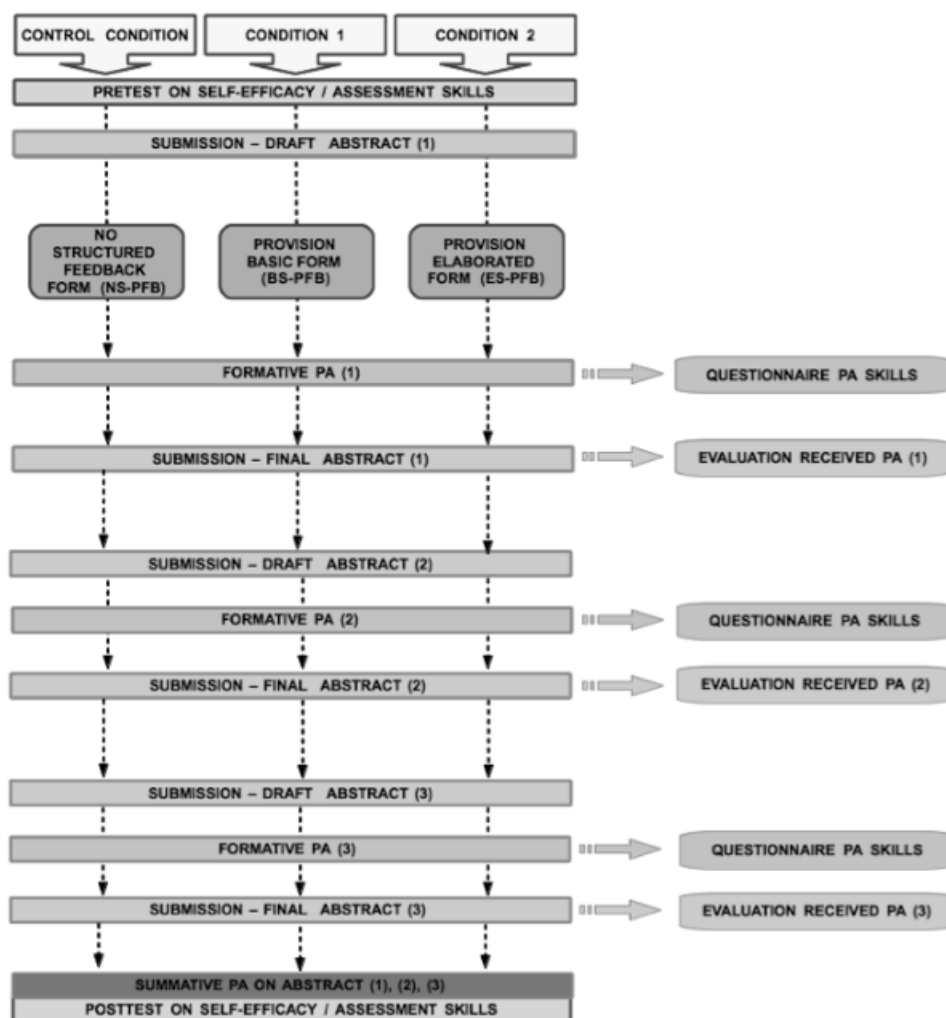 CONTROL CONDITION
CONDITION 1
CONDITION 2
PRETEST ON SELF-EFFICACY / ASSESSMENT SKILLS
SUBMISSION – DRAFT ABSTRACT (1)
NO
STRUCTURED
FEEDBACK
FORM (NS-PFB)
PROVISION
BASIC FORM
(BS-PFB)
PROVISION
ELABORATED
FORM (ES-PFB)
FORMATIVE PA (1)
QUESTIONNAIRE PA SKILLS
SUBMISSION – FINAL ABSTRACT (1)
EVALUATION RECEIVED PA (1)
SUBMISSION – DRAFT ABSTRACT (2)
FORMATIVE PA (2)
QUESTIONNAIRE PA SKILLS
SUBMISSION – FINAL ABSTRACT (2)
EVALUATION RECEIVED PA (2)
SUBMISSION – DRAFT ABSTRACT (3)
FORMATIVE PA (3)
QUESTIONNAIRE PA SKILLS
SUBMISSION – FINAL ABSTRACT (3)
EVALUATION RECEIVED PA (3)
SUMMATIVE PA ON ABSTRACT (1), (2), (3)
POSTTEST ON SELF-EFFICACY / ASSESSMENT SKILLS